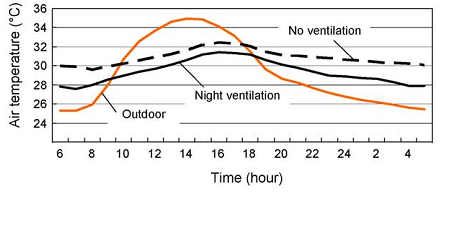 Air temperature (°C)
36
34
32
30
28
26
24
No ventilation
Night ventilation
Outdoor
6 8 10 12 14 16 18 20 22 24 2 4
Time (hour)